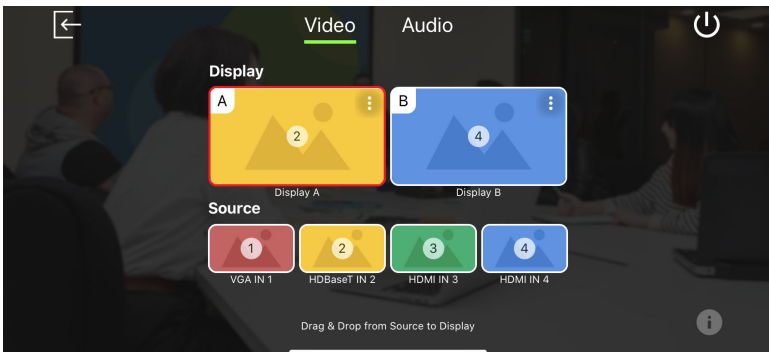 Video Audio
Display
A B
2 4
Display A Display B
Source
1 2 3 4
VGA IN 1 HDBaseT IN 2 HDMI IN 3 HDMI IN 4
Drag & Drop from Source to Display
i